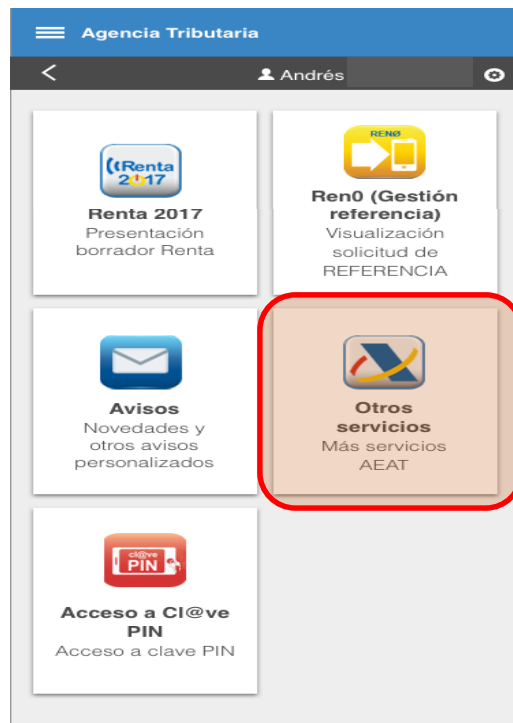 Agencia Tributaria
Andrés
((Renta
2017
Renta 2017
Presentación
borrador Renta
RENØ
Ren0 (Gestión
referencia)
Visualización
solicitud de
REFERENCIA
Avisos
Novedades y
otros avisos
personalizados
Otros
servicios
Más servicios
AEAT
cl@ve
PIN
Acceso a Cl@ve
PIN
Acceso a clave PIN